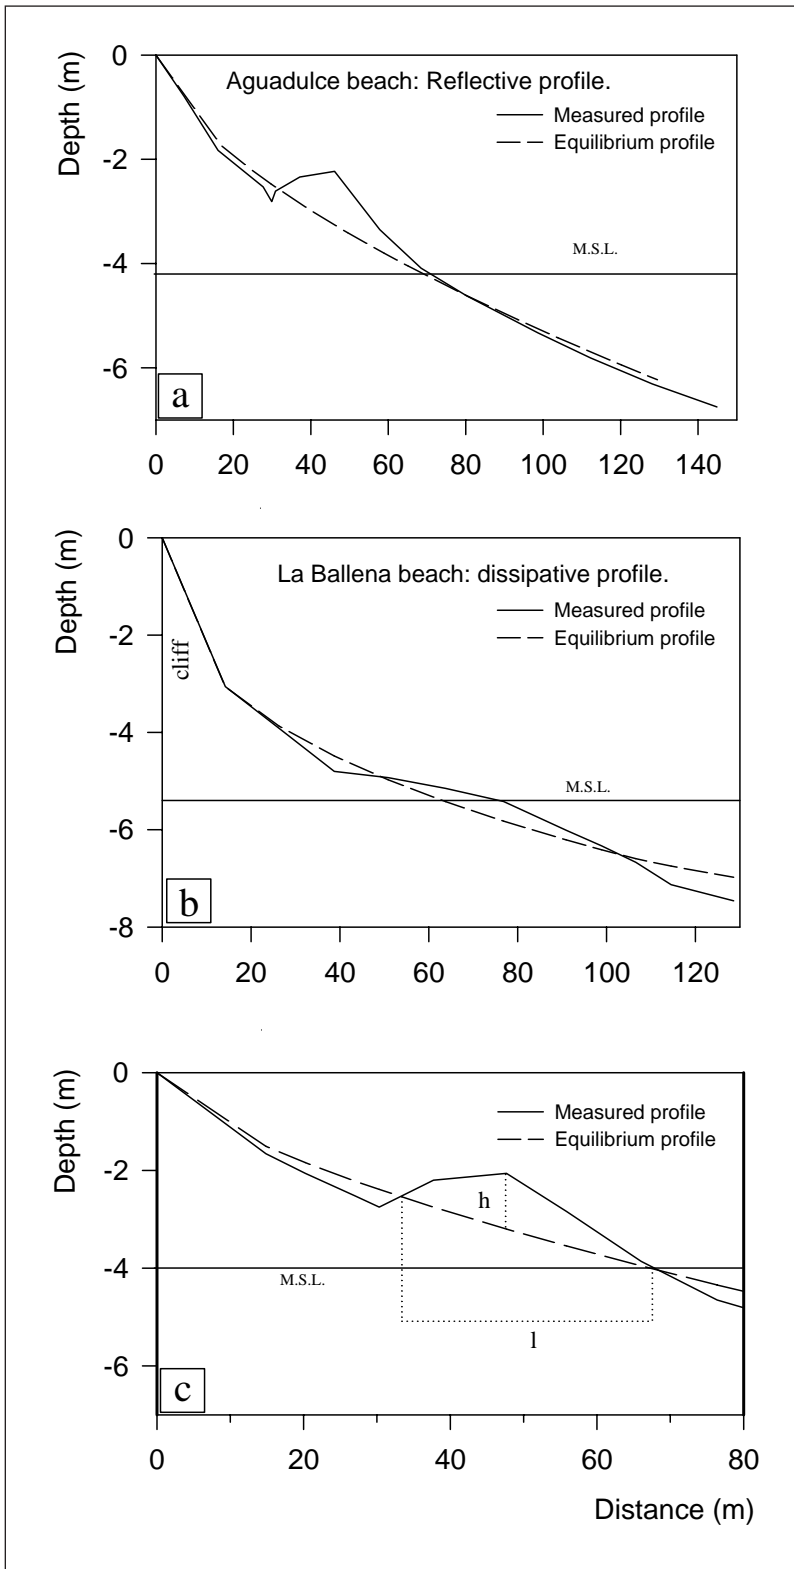 0
Aguadulce beach: Reflective profile.
Measured profile
Equilibrium profile
Depth (m)
-2
M.S.L.
-4
-6
a
0 20 40 60 80 100 120 140
0
La Ballena beach: dissipative profile.
Measured profile
Equilibrium profile
Depth (m)
-2
cliff
-4
M.S.L.
-6
b
-8
0 20 40 60 80 100 120
0
Measured profile
Equilibrium profile
Depth (m)
-2
h
-4
M.S.L.
l
-6
c
0 20 40 60 80
Distance (m)